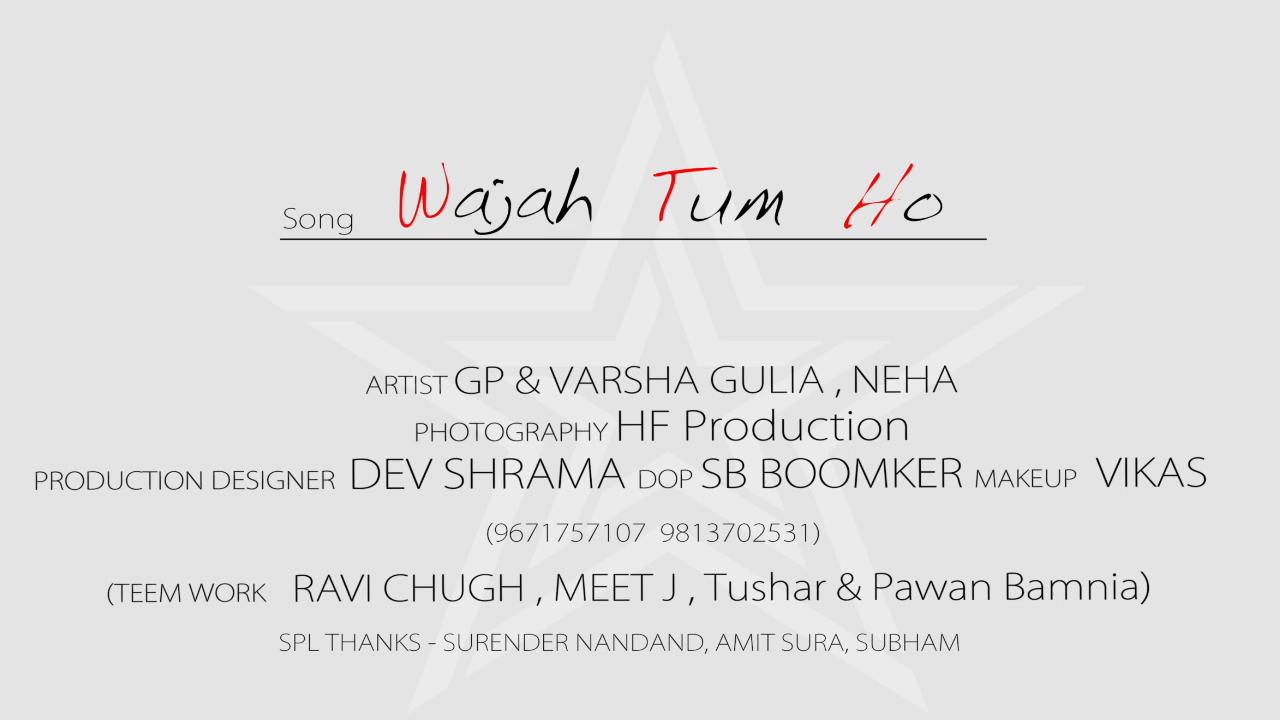 Song Wajah Tum Ho
ARTIST GP & VARSHA GULIA , NEHA
PHOTOGRAPHY HF Production
PRODUCTION DESIGNER DEV SHRAMA DOP SB BOOMKER MAKEUP VIKAS
(9671757107 9813702531)
(TEEM WORK RAVI CHUGH , MEET J , Tushar & Pawan Bamnia)
SPL THANKS - SURENDER NANDAND, AMIT SURA, SUBHAM